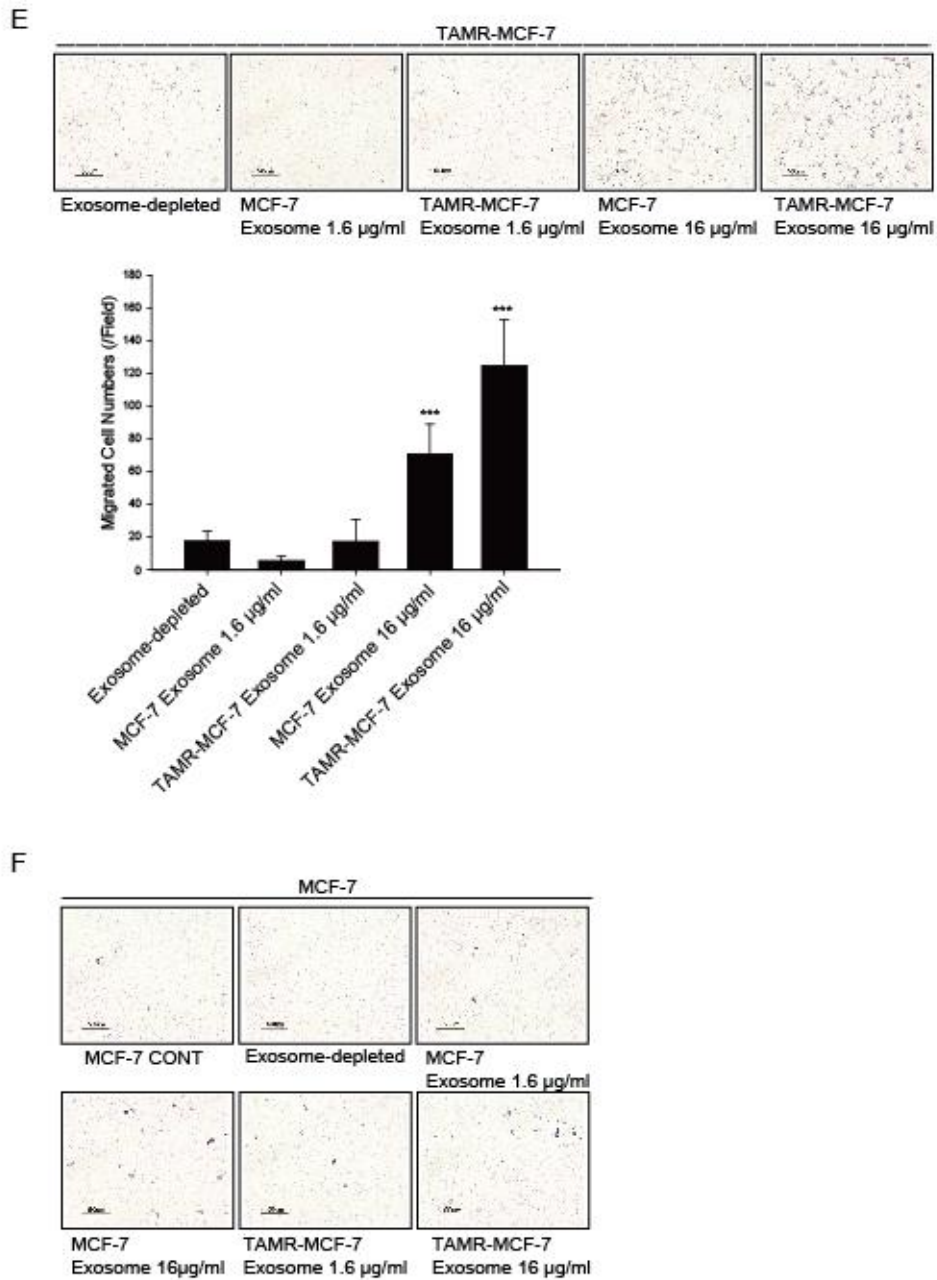 E
TAMR-MCF-7
Exosome-depleted
MCF-7
Exosome 1.6 µg/ml
TAMR-MCF-7
Exosome 1.6 µg/ml
MCF-7
Exosome 16 µg/ml
TAMR-MCF-7
Exosome 16 µg/ml
Migrated Cell Numbers (/Field)
180
160
140
120
100
80
60
40
20
0
***
***
Exosome-depleted
MCF-7 Exosome 1.6 µg/ml
TAMR-MCF-7 Exosome 1.6 µg/ml
MCF-7 Exosome 16 µg/ml
TAMR-MCF-7 Exosome 16 µg/ml
F
MCF-7
MCF-7 CONT
Exosome-depleted
MCF-7
Exosome 1.6 µg/ml
MCF-7
Exosome 16µg/ml
TAMR-MCF-7
Exosome 1.6 µg/ml
TAMR-MCF-7
Exosome 16 µg/ml